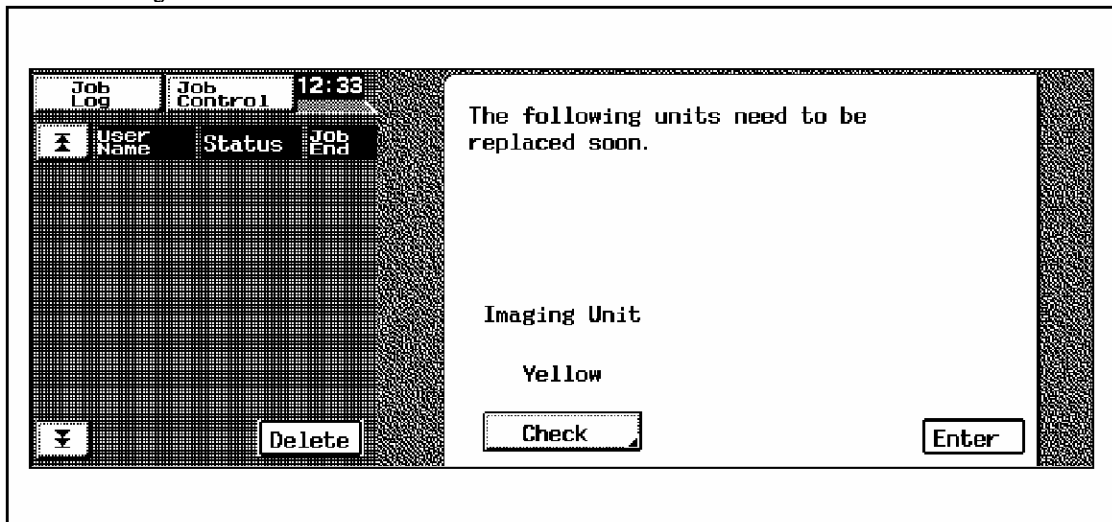 Job Log
Job Control
12:33
User Name
Status
Job End
Delete
The following units need to be
replaced soon.
Imaging Unit
Yellow
Check
Enter